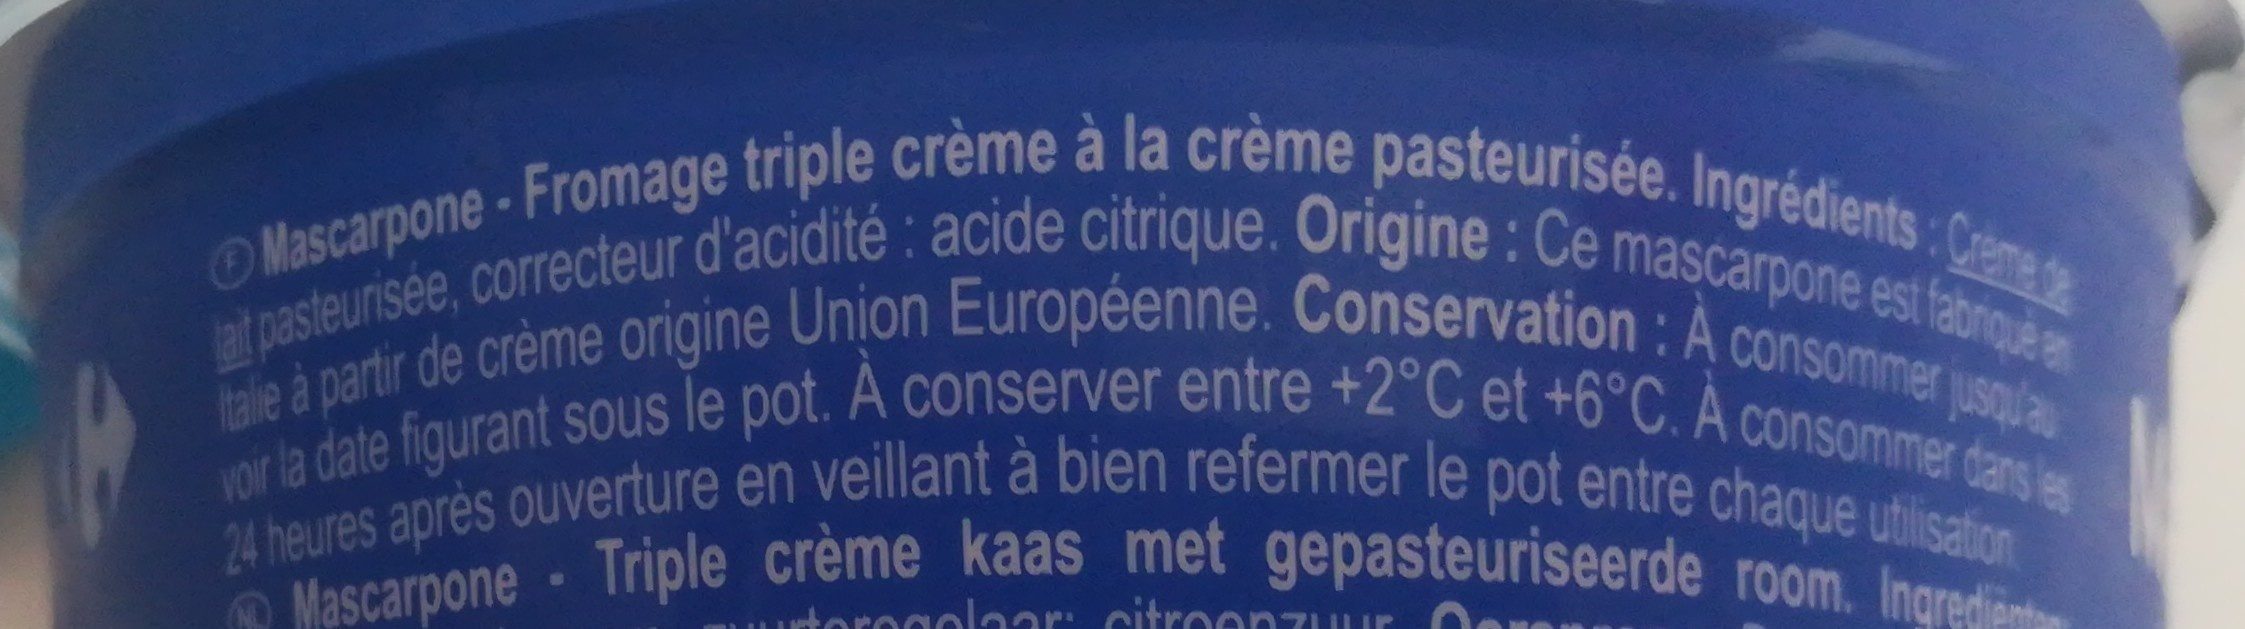 F Mascarpone - Fromage triple crème à la crème pasteurisée. Ingrédients : Crème de
lait pasteurisée, correcteur d'acidité : acide citrique. Origine : Ce mascarpone est fabriqué en
Italie à partir de crème origine Union Européenne. Conservation : À consommer jusqu'au
voir la date figurant sous le pot. À conserver entre +2°C et +6°C. À consommer dans les
24 heures après ouverture en veillant à bien refermer le pot entre chaque utilisation.
NL Mascarpone - Triple crème kaas met gepasteuriseerde room. Ingrediënten
citroenzuur.